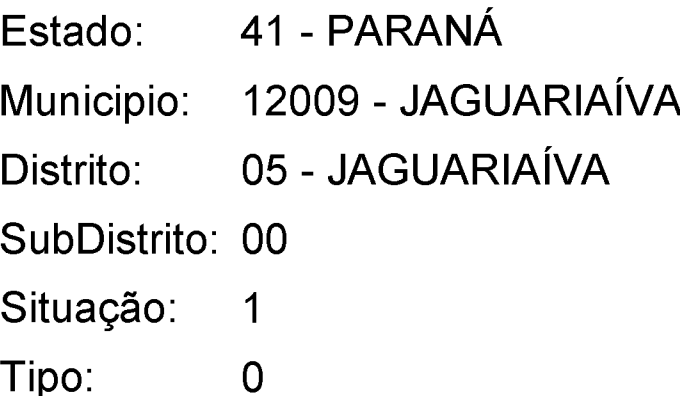 Estado: 41 - PARANÁ
Municipio: 12009 - JAGUARIAÍVA
Distrito: 05 - JAGUARIAÍVA
SubDistrito: 00
Situação: 1
Tipo: 0